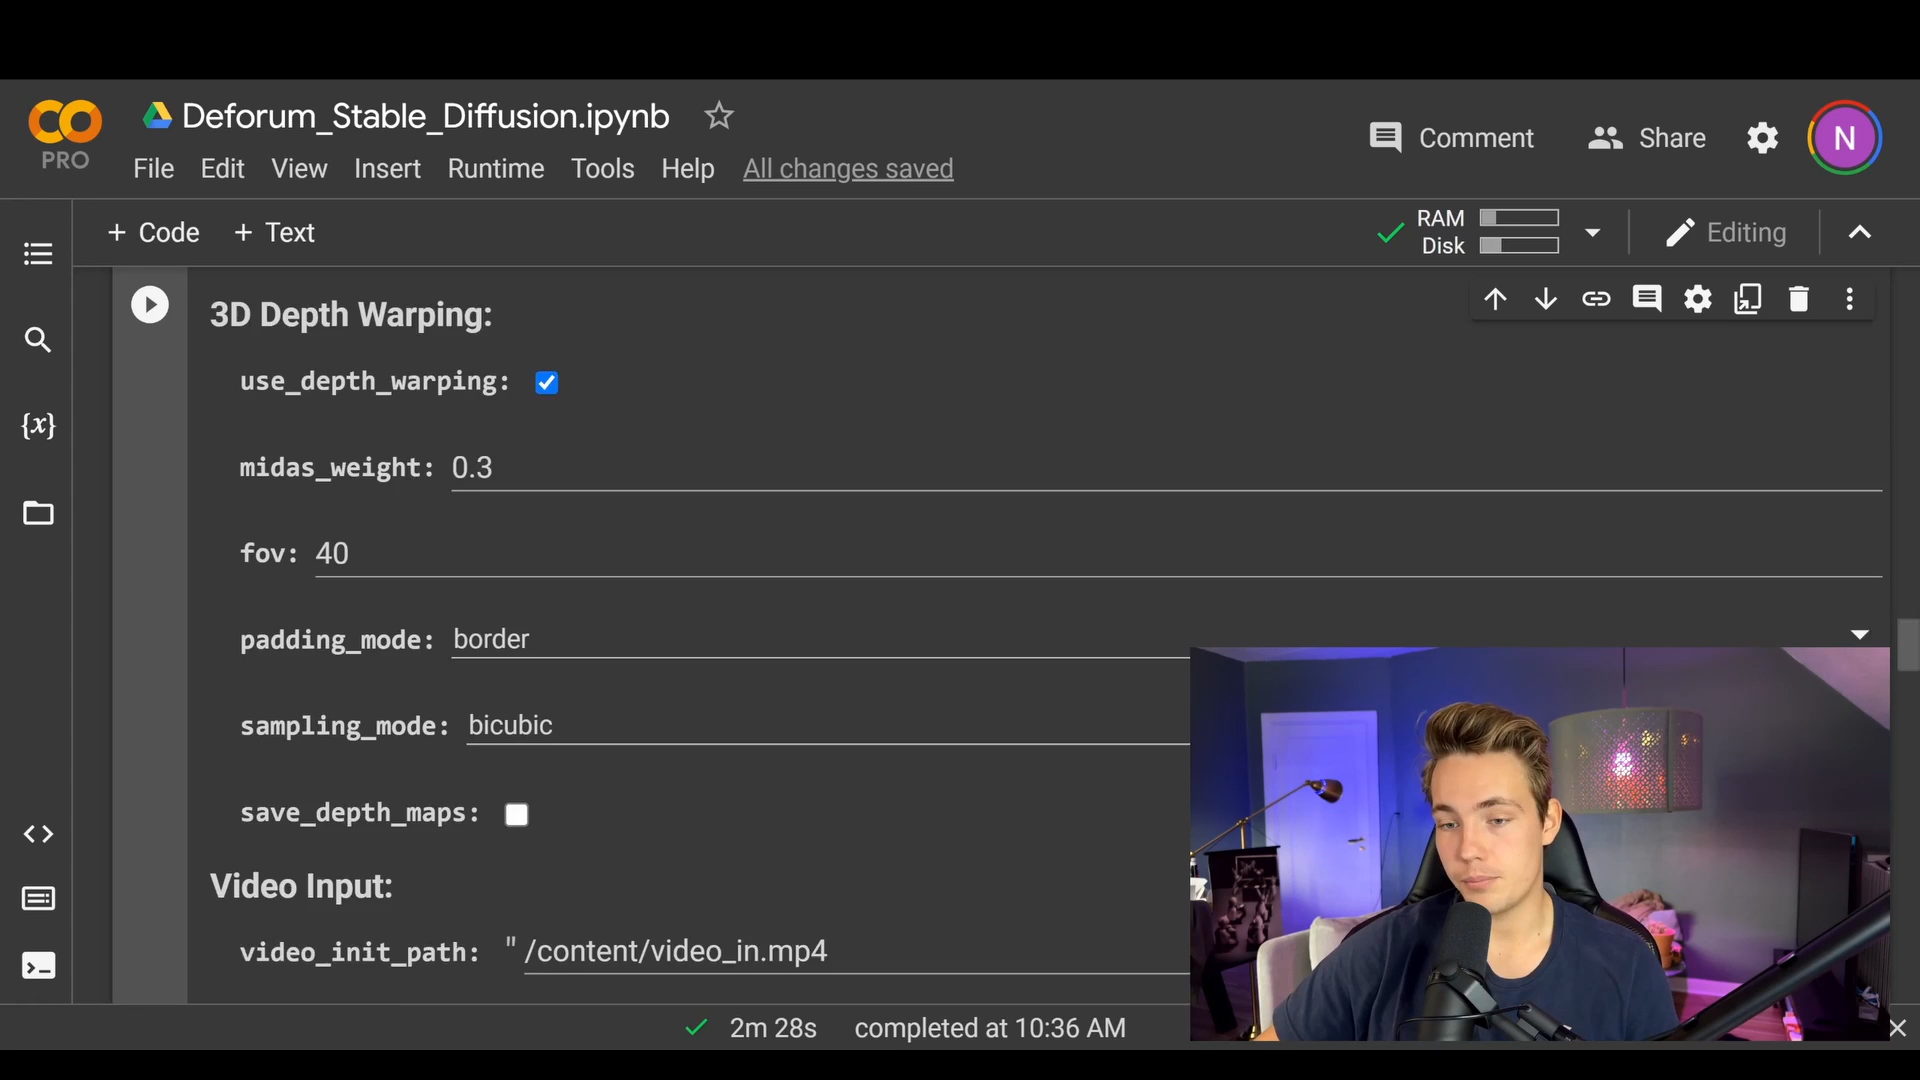 Deforum_Stable_Diffusion.ipynb
PRO
File Edit View Insert Runtime Tools Help All changes saved
Comment Share N
+ Code + Text
RAM
Disk
Editing
3D Depth Warping:
use_depth_warping:
{x}
midas_weight: 0.3
fov: 40
padding_mode: border
sampling_mode: bicubic
save_depth_maps:
Video Input:
video_init_path: " /content/video_in.mp4
2m 28s completed at 10:36 AM